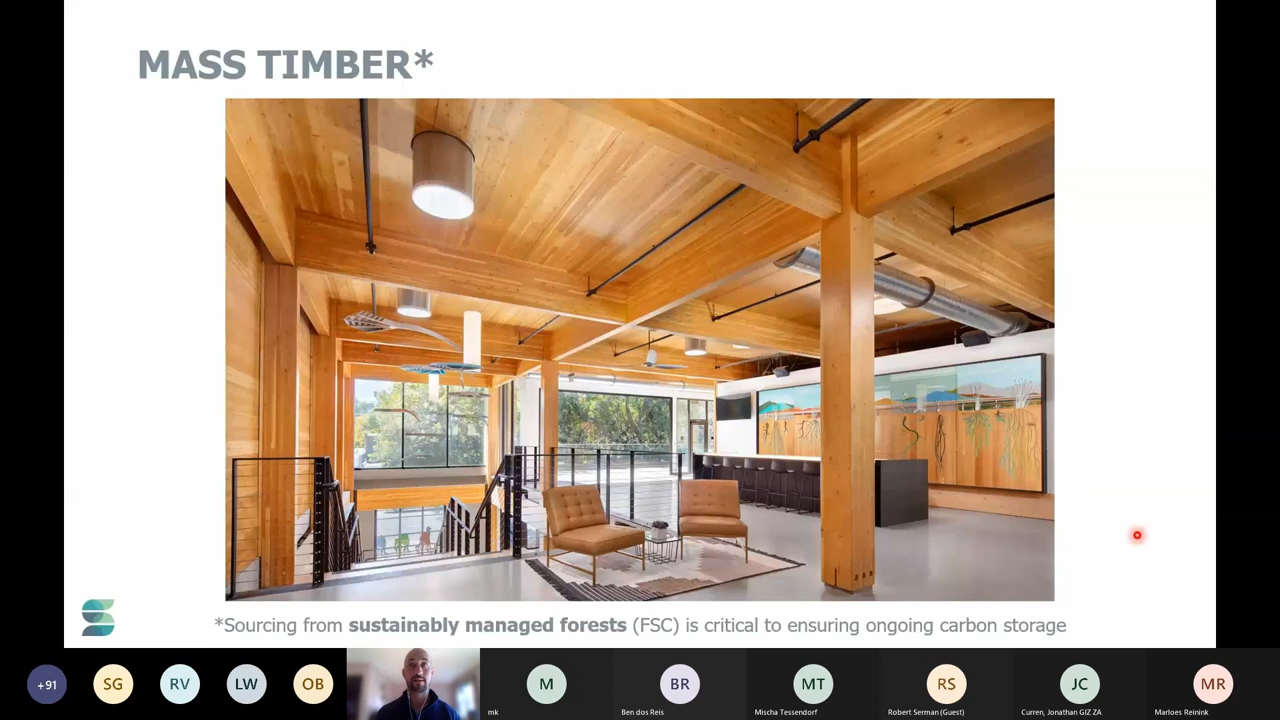 MASS TIMBER*
*Sourcing from sustainably managed forests (FSC) is critical to ensuring ongoing carbon storage
+91
SG
RV
LW
OB
M
BR
MT
RS
JC
MR
mk
Ben dos Reis
Mischa Tessendorf
Robert Serman (Guest)
Curren, Jonathan GIZ ZA
Marloes Reinink